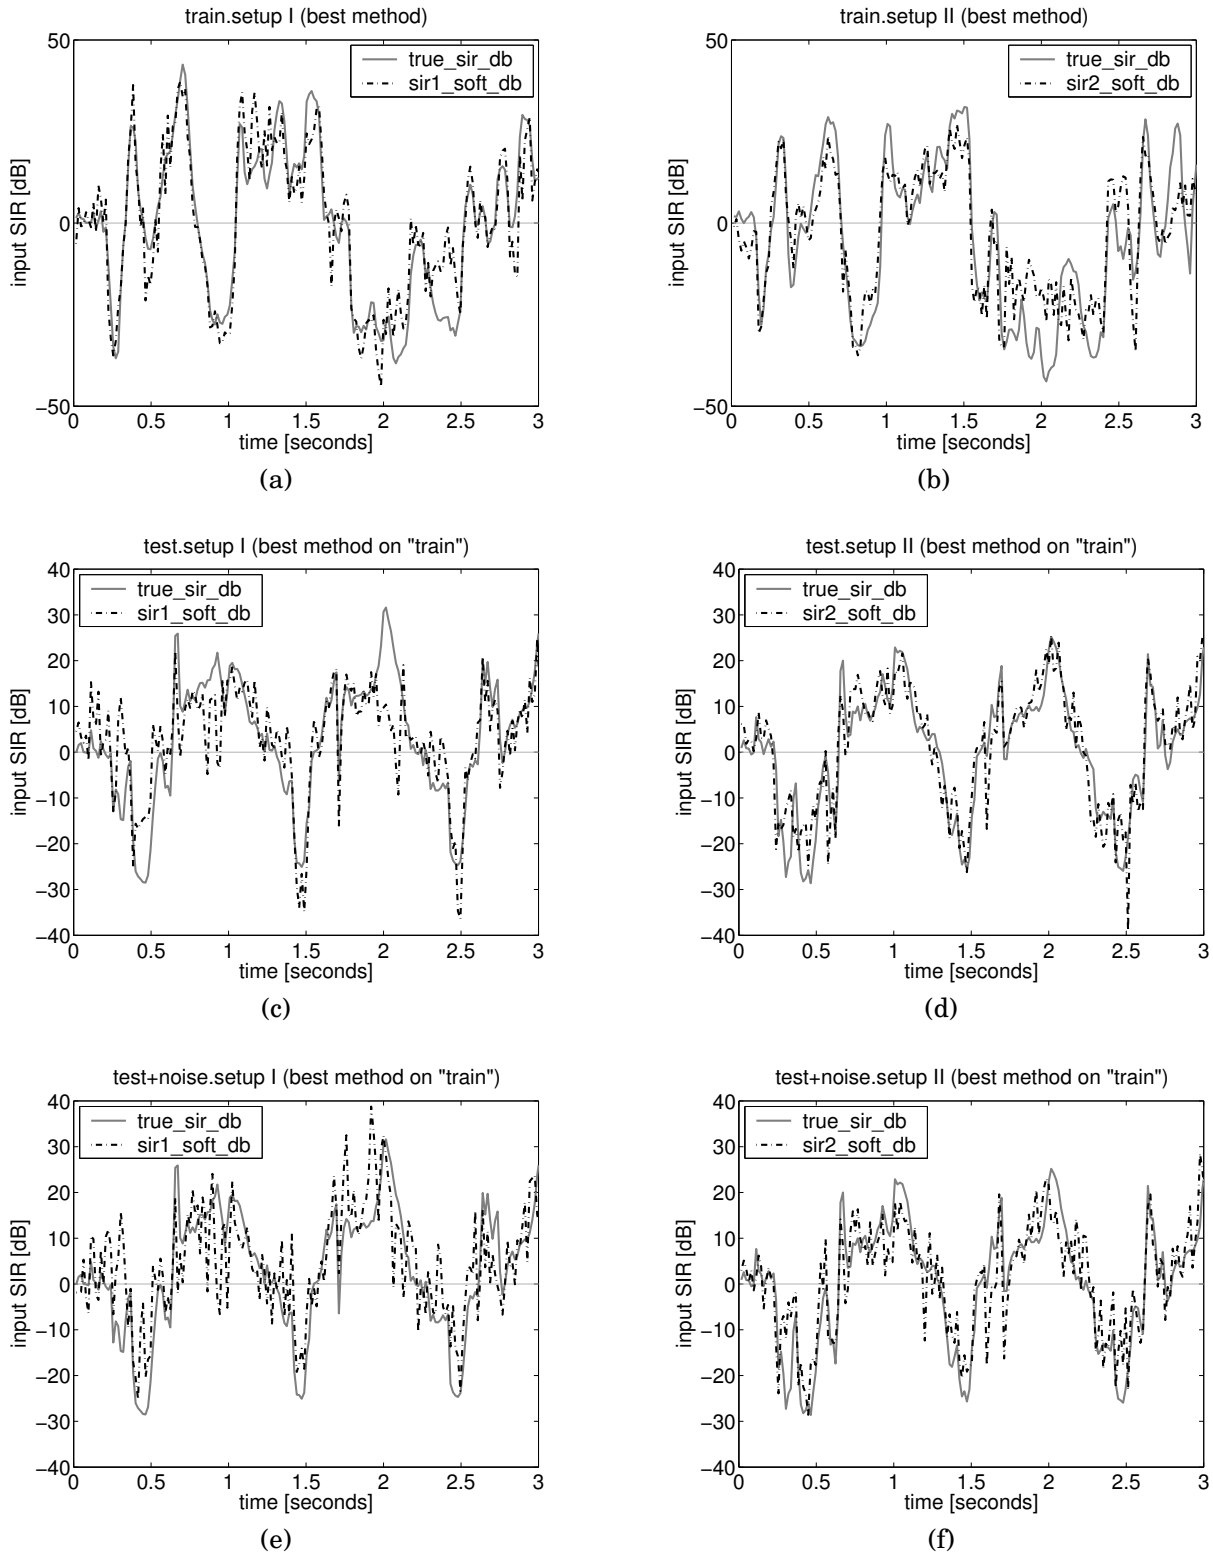 train.setup I (best method)
50
true_sir_db
sir1_soft_db
input SIR [dB]
0
−50
0 0.5 1 1.5 2 2.5 3
time [seconds]
(a)
train.setup II (best method)
50
true_sir_db
sir2_soft_db
input SIR [dB]
0
−50
0 0.5 1 1.5 2 2.5 3
time [seconds]
(b)
test.setup I (best method on "train")
40
true_sir_db
30
sir1_soft_db
20
10
input SIR [dB]
0
−10
−20
−30
−40
0 0.5 1 1.5 2 2.5 3
time [seconds]
(c)
test.setup II (best method on "train")
40
true_sir_db
30
sir2_soft_db
20
10
input SIR [dB]
0
−10
−20
−30
−40
0 0.5 1 1.5 2 2.5 3
time [seconds]
(d)
test+noise.setup I (best method on "train")
40
true_sir_db
30
sir1_soft_db
20
10
input SIR [dB]
0
−10
−20
−30
−40
0 0.5 1 1.5 2 2.5 3
time [seconds]
(e)
test+noise.setup II (best method on "train")
40
true_sir_db
30
sir2_soft_db
20
10
input SIR [dB]
0
−10
−20
−30
−40
0 0.5 1 1.5 2 2.5 3
time [seconds]
(f)